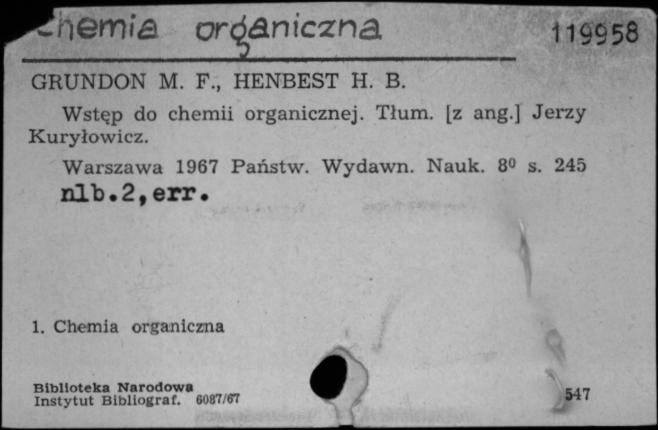 Chemia organiczna 119958
GRUNDON M. F., HENBEST H. B.
Wstęp do chemii organicznej. Tłum. [z ang.] Jerzy
Kuryłowicz.
Warszawa 1967 Państw. Wydawn. Nauk. 8⁰ s. 245
nlb.2,err.
1. Chemia organiczna
Biblioteka Narodowa
Instytut Bibliograf. 6087/67 547